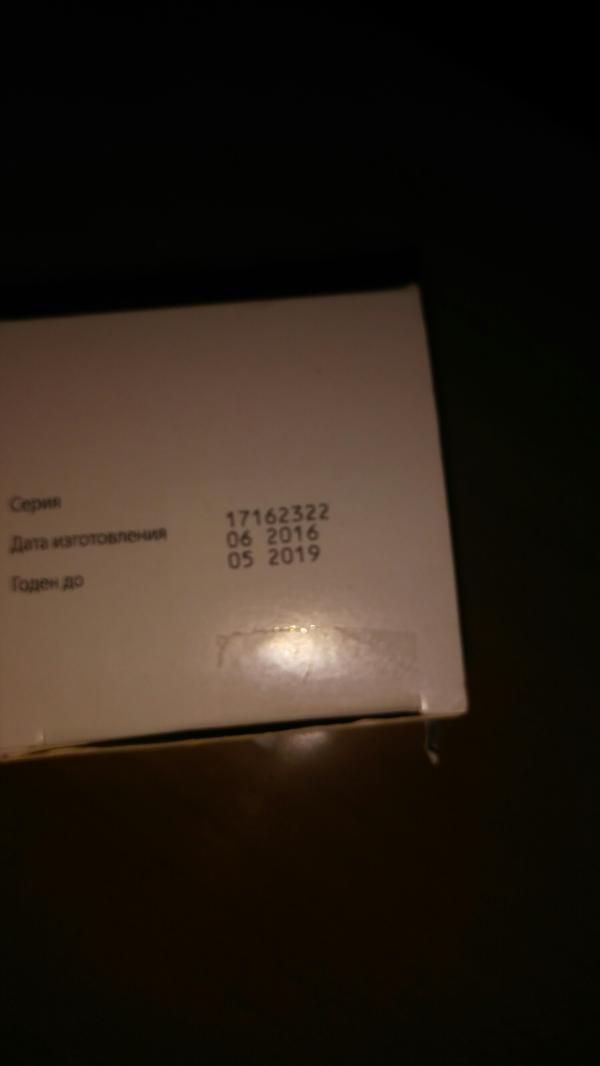 Серия
17162322
Дата изготовления
06 2016
Годен до
05 2019